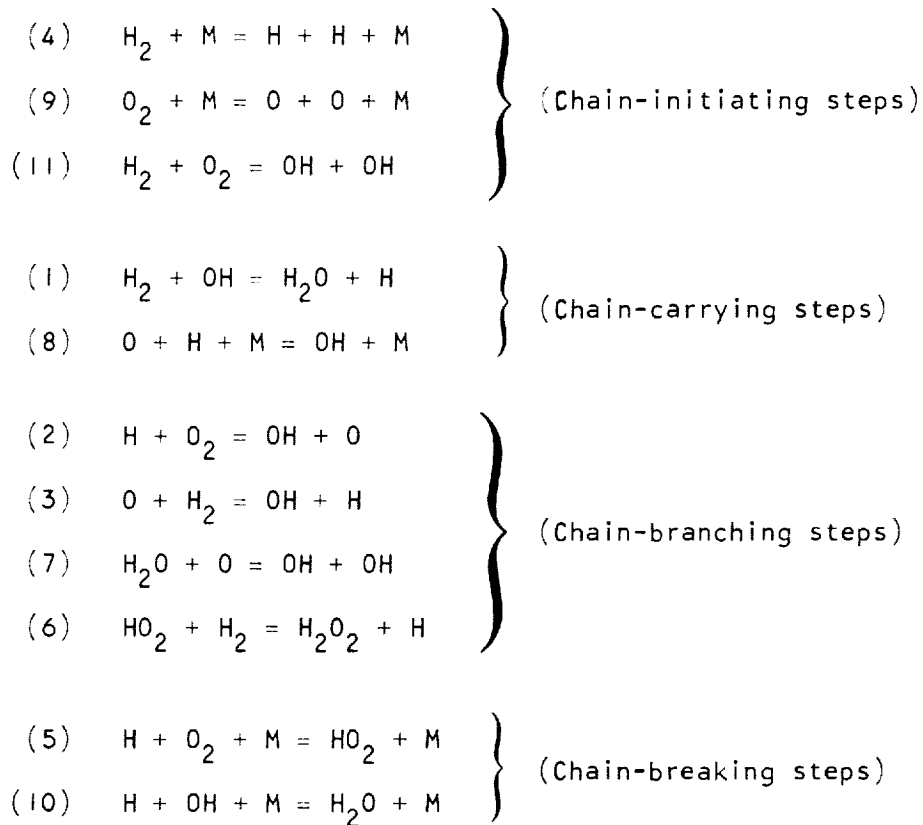 (4) H2 + M = H + H + M
(9) O2 + M = O + O + M (Chain-initiating steps)
(11) H2 + O2 = OH + OH
(1) H2 + OH = H2O + H
(Chain-carrying steps)
(8) O + H + M = OH + M
(2) H + O2 = OH + O
(3) O + H2 = OH + H
(Chain-branching steps)
(7) H2O + O = OH + OH
(6) HO2 + H2 = H2O2 + H
(5) H + O2 + M = HO2 + M
(Chain-breaking steps)
(10) H + OH + M = H2O + M